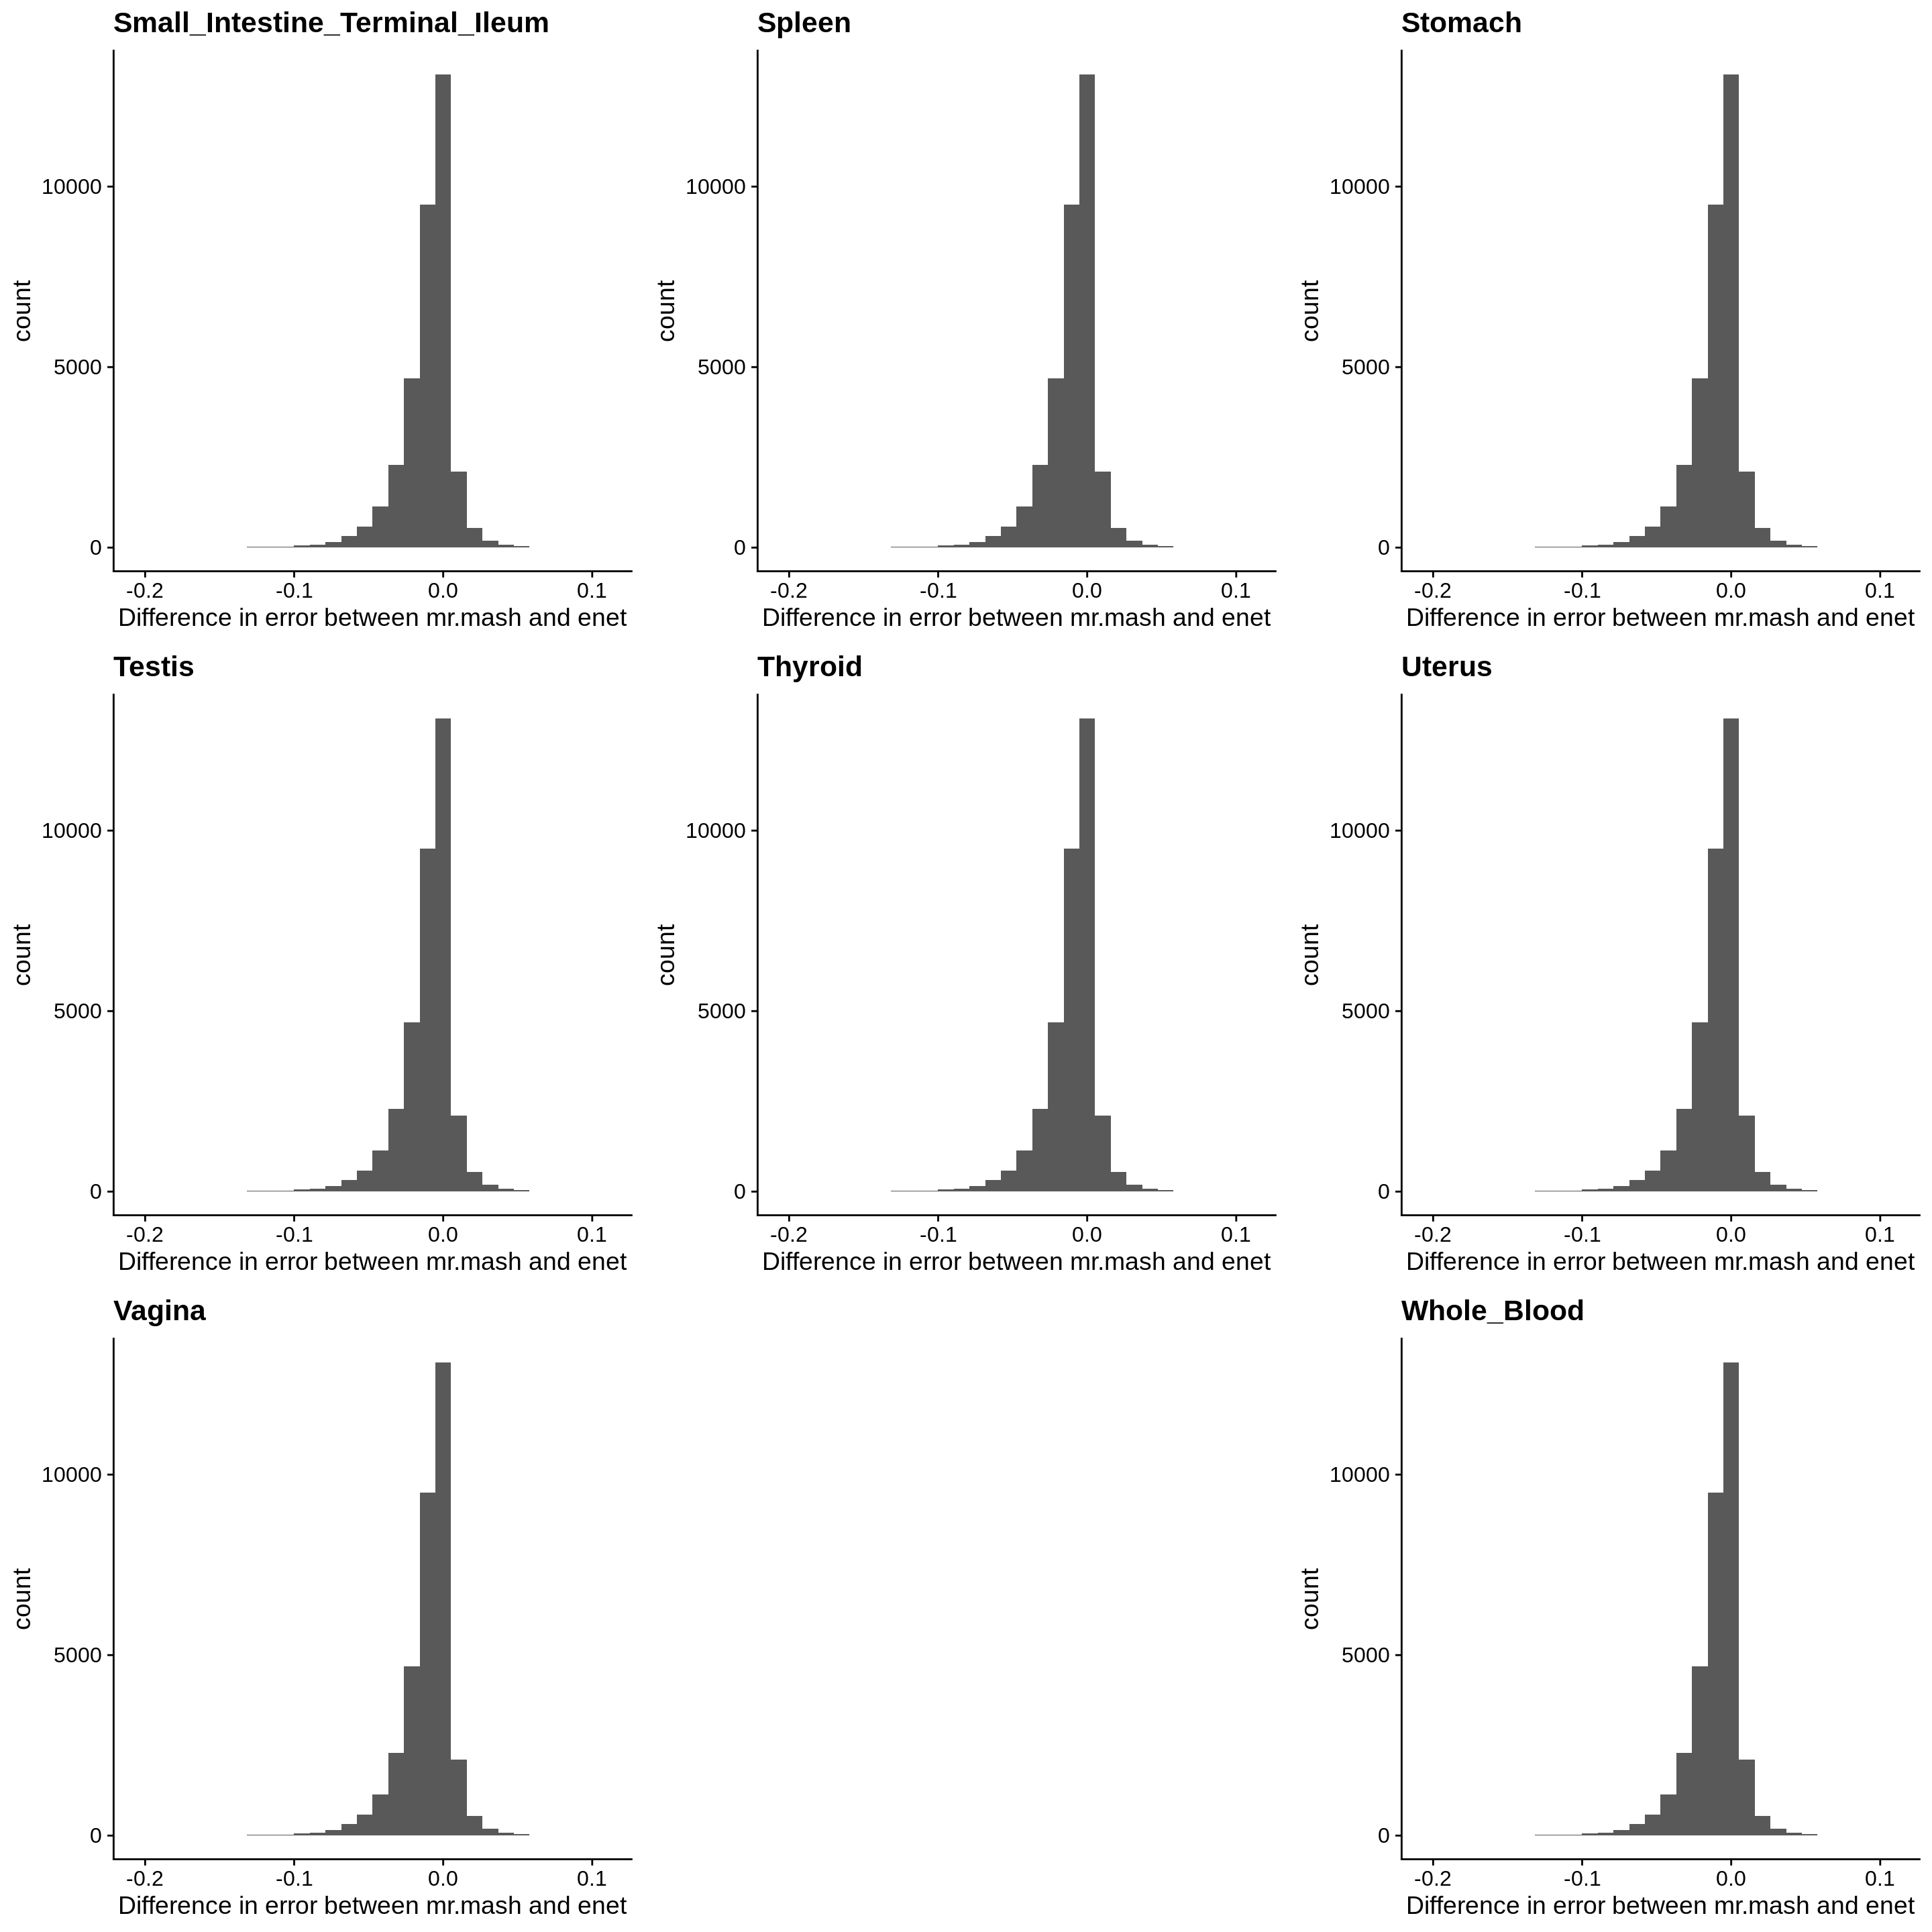 Small_Intestine_Terminal_Ileum
Spleen
Stomach
count
10000
5000
0
-0.2 -0.1 0.0 0.1
Difference in error between mr.mash and enet
count
10000
5000
0
-0.2 -0.1 0.0 0.1
Difference in error between mr.mash and enet
count
10000
5000
0
-0.2 -0.1 0.0 0.1
Difference in error between mr.mash and enet
Testis
Thyroid
Uterus
count
10000
5000
0
-0.2 -0.1 0.0 0.1
Difference in error between mr.mash and enet
count
10000
5000
0
-0.2 -0.1 0.0 0.1
Difference in error between mr.mash and enet
count
10000
5000
0
-0.2 -0.1 0.0 0.1
Difference in error between mr.mash and enet
Vagina
Whole_Blood
count
10000
5000
0
-0.2 -0.1 0.0 0.1
Difference in error between mr.mash and enet
count
10000
5000
0
-0.2 -0.1 0.0 0.1
Difference in error between mr.mash and enet